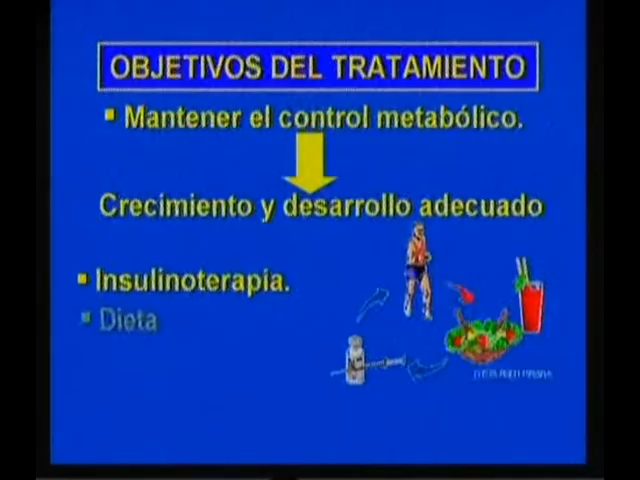 OBJETIVOS DEL TRATAMIENTO
▪ Mantener el control metabólico.
Crecimiento y desarrollo adecuado
▪ Insulinoterapia.
▪ Dieta